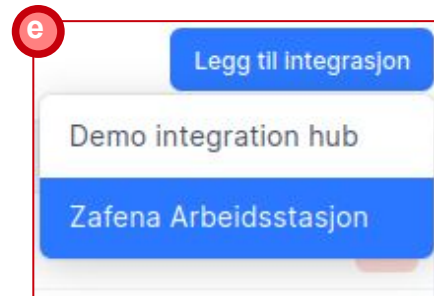 e
Legg til integrasjon
Demo integration hub
Zafena Arbeidsstasjon